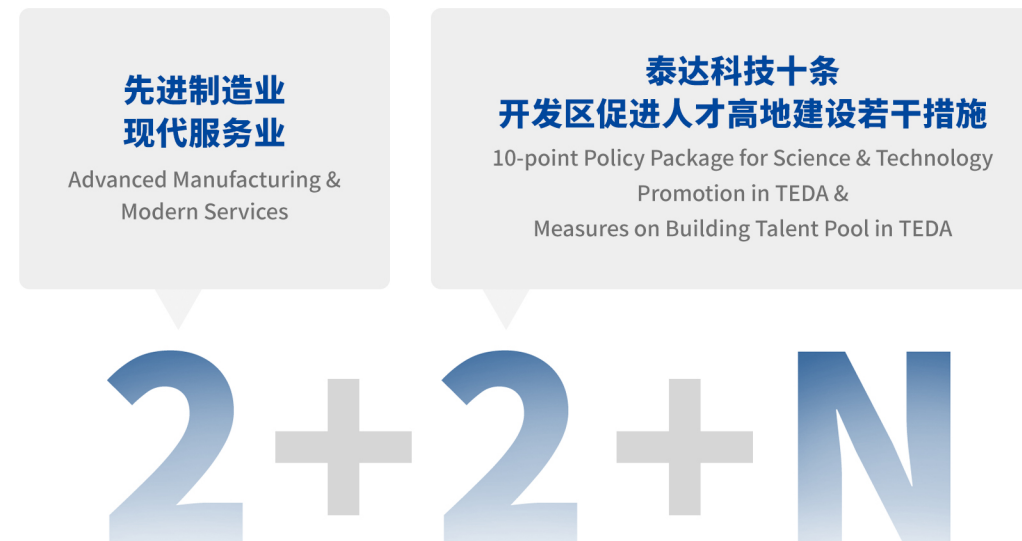 先进制造业
现代服务业
Advanced Manufacturing &
Modern Services
泰达科技十条
开发区促进人才高地建设若干措施
10-point Policy Package for Science & Technology
Promotion in TEDA &
Measures on Building Talent Pool in TEDA
2+2+N